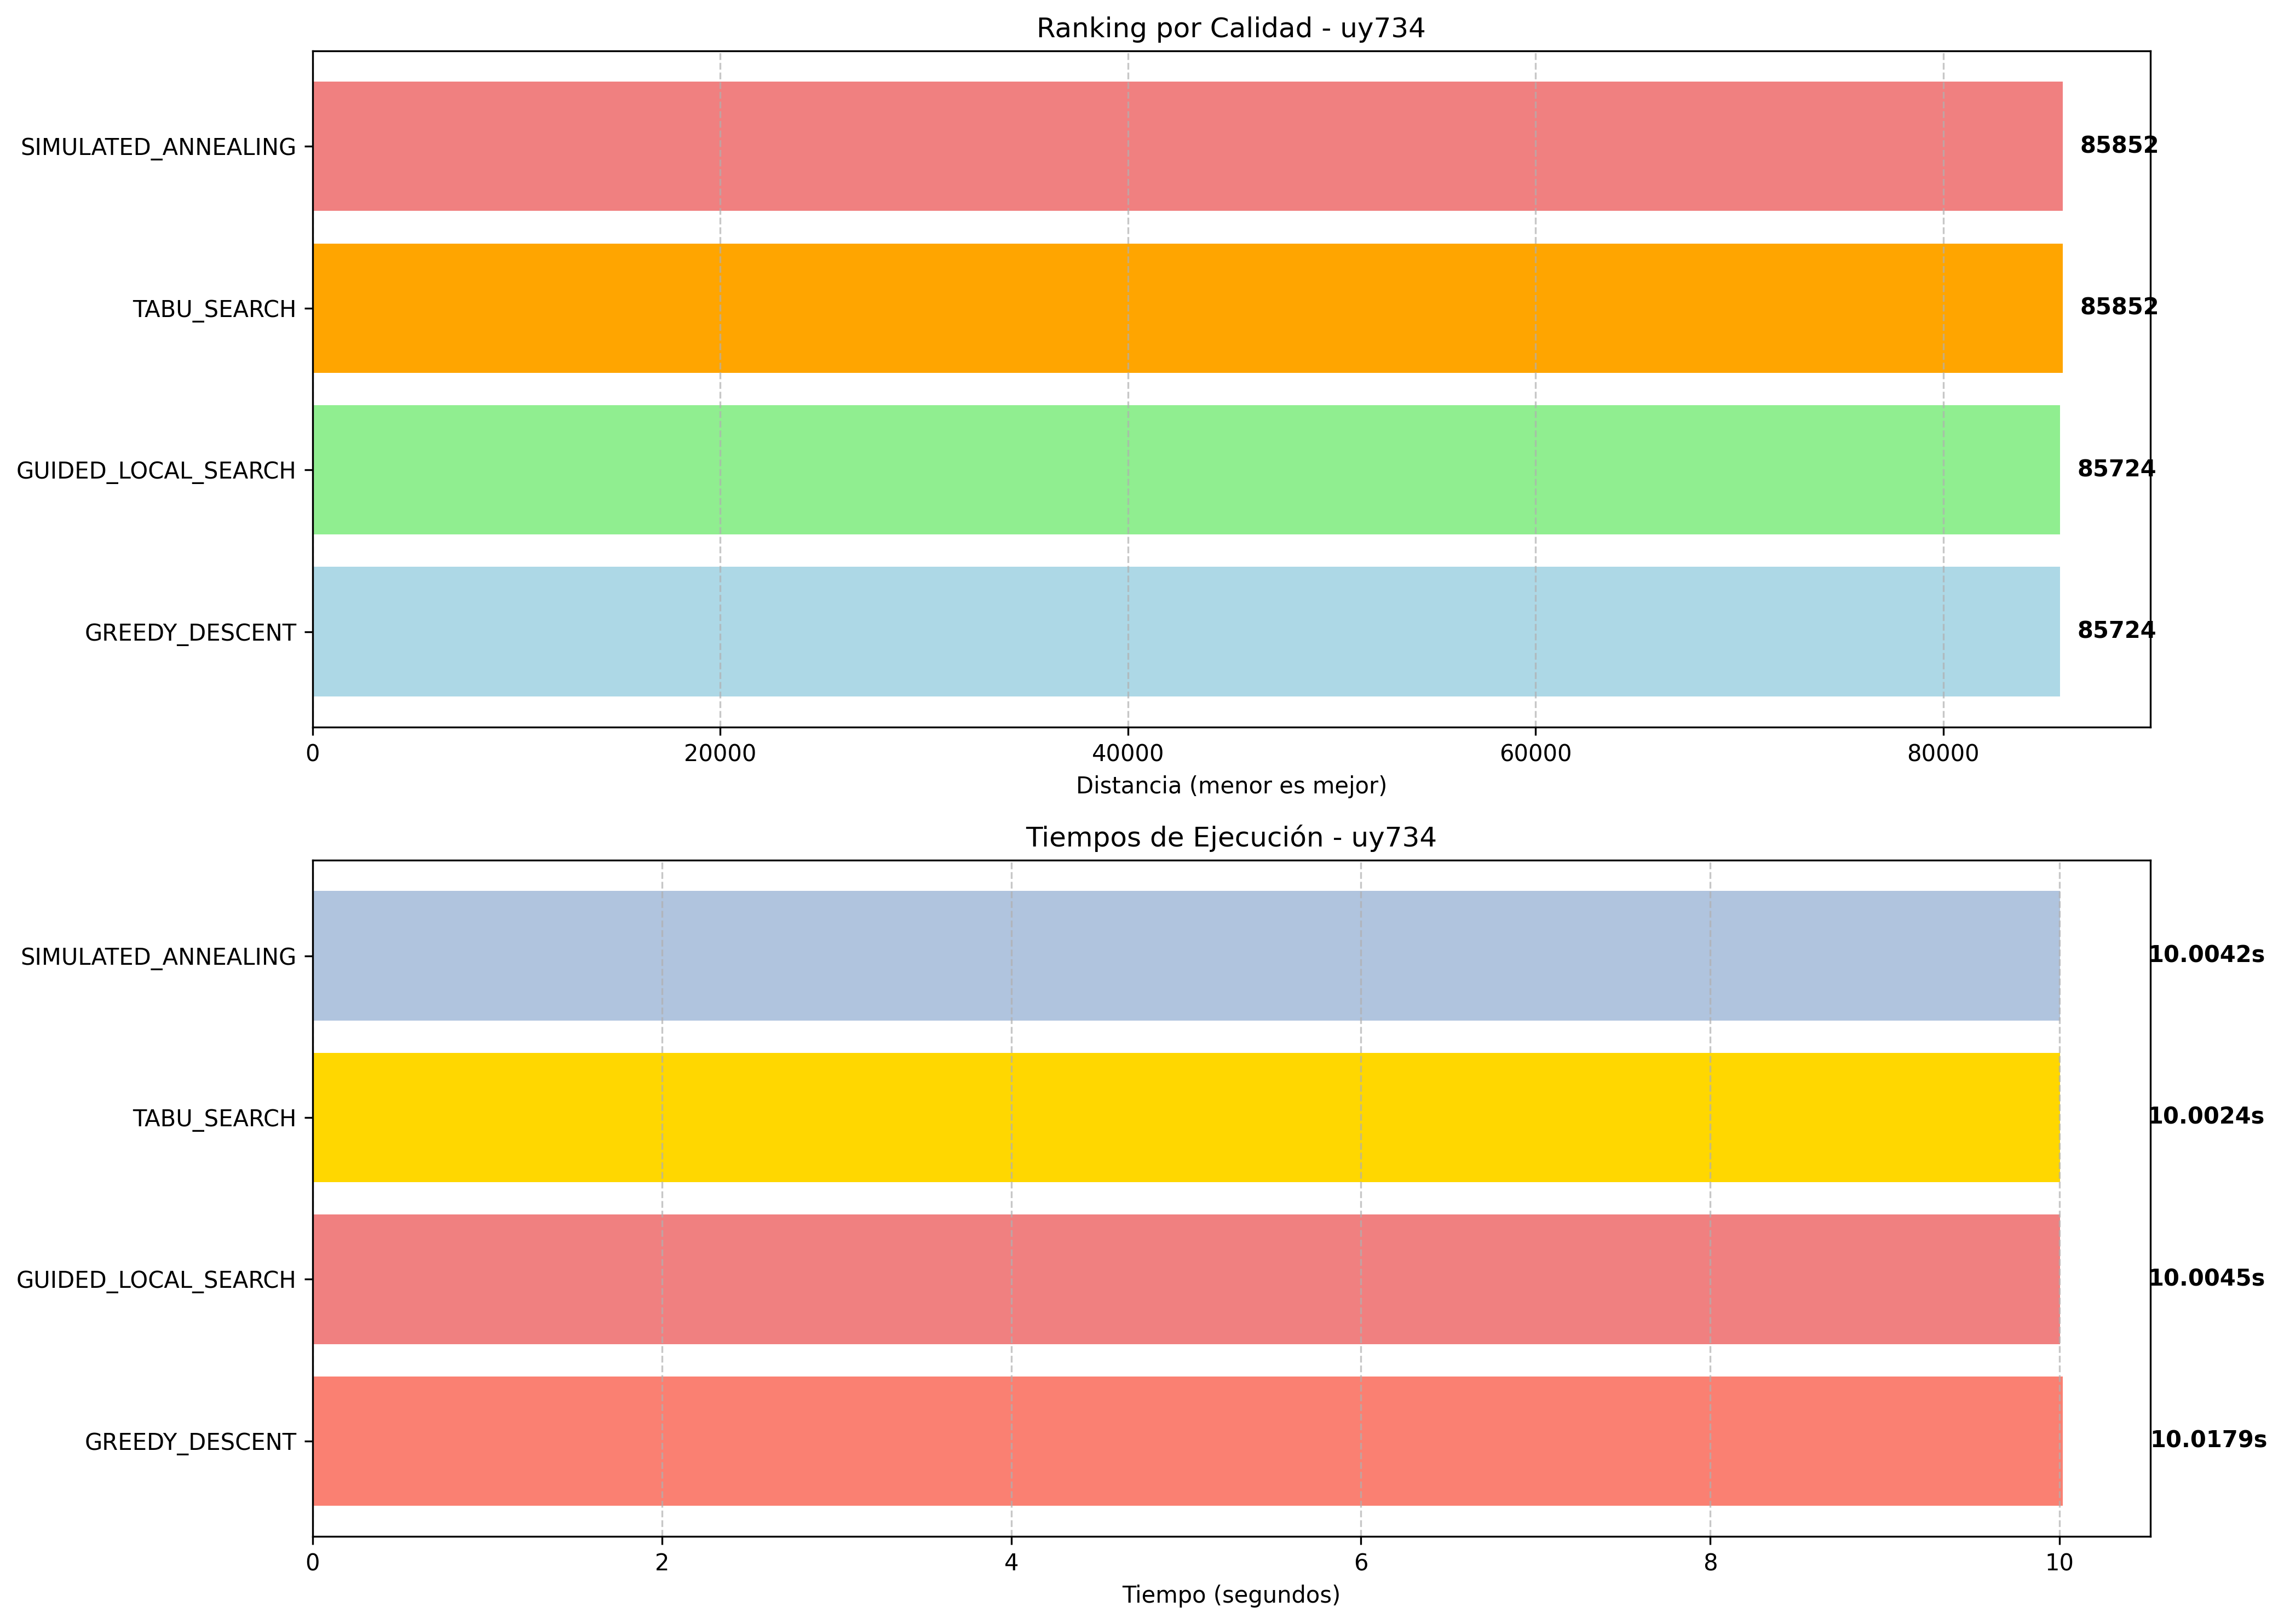 Ranking por Calidad - uy734
SIMULATED_ANNEALING
85852
TABU_SEARCH
85852
GUIDED_LOCAL_SEARCH
85724
GREEDY_DESCENT
85724
0 20000 40000 60000 80000
Distancia (menor es mejor)
Tiempos de Ejecución - uy734
SIMULATED_ANNEALING
10.0042s
TABU_SEARCH
10.0024s
GUIDED_LOCAL_SEARCH
10.0045s
GREEDY_DESCENT
10.0179s
0 2 4 6 8 10
Tiempo (segundos)